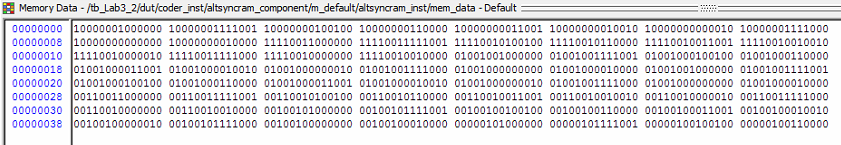 Memory Data - /tb_Lab3_2/dut/coder_inst/altsyncram_component/m_default/altsyncram_inst/mem_data - Default
00000000 10000001000000 10000001111001 10000000100100 10000000110000 10000000011001 10000000010010 10000000000010 10000001111000
00000008 10000000000000 10000000010000 11110011000000 11110011111001 11110010100100 11110010110000 11110010011001 11110010010010
00000010 11110010000010 11110011111000 11110010000000 11110010010000 01001001000000 01001001111001 01001000100100 01001000110000
00000018 01001000011001 01001000010010 01001000000010 01001001111000 01001000000000 01001000010000 01001001000000 01001001111001
00000020 01001000100100 01001000110000 01001000011001 01001000010010 01001000000010 01001001111000 01001000000000 01001000010000
00000028 00110011000000 00110011111001 00110010100100 00110010110000 00110010011001 00110010010010 00110010000010 00110011111000
00000030 00110010000000 00110010010000 00100101000000 00100101111001 00100100100100 00100100110000 00100100011001 00100100010010
00000038 00100100000010 00100101111000 00100100000000 00100100010000 00000101000000 00000101111001 00000100100100 00000100110000